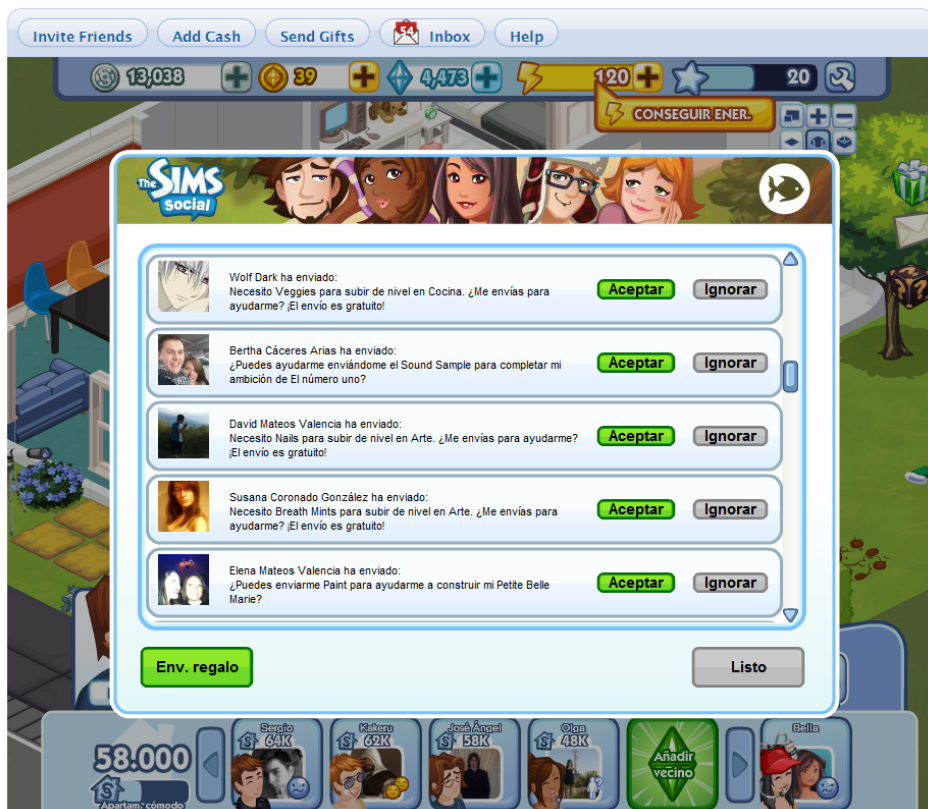 Invite Friends
Add Cash
Send Gifts
54
Inbox
Help
13,038
39
4,473
120
20
CONSEGUIR ENER.
The SIMS
social
Wolf Dark ha enviado:
Necesito Veggies para subir de nivel en Cocina. ¿Me envías para
ayudarme? ¡El envío es gratuito!
Aceptar
Ignorar
Bertha Cáceres Arias ha enviado:
¿Puedes ayudarme enviándome el Sound Sample para completar mi
ambición de El número uno?
Aceptar
Ignorar
David Mateos Valencia ha enviado:
Necesito Nails para subir de nivel en Arte. ¿Me envías para ayudarme?
¡El envío es gratuito!
Aceptar
Ignorar
Susana Coronado González ha enviado:
Necesito Breath Mints para subir de nivel en Arte. ¿Me envías para
ayudarme? ¡El envío es gratuito!
Aceptar
Ignorar
Elena Mateos Valencia ha enviado:
¿Puedes enviarme Paint para ayudarme a construir mi Petite Belle
Marie?
Aceptar
Ignorar
Env. regalo
Listo
58.000
Apartam. cómodo
Sergio
64K
Kakeru
62K
José Ángel
58K
Olga
48K
Añadir
vecino
Bella